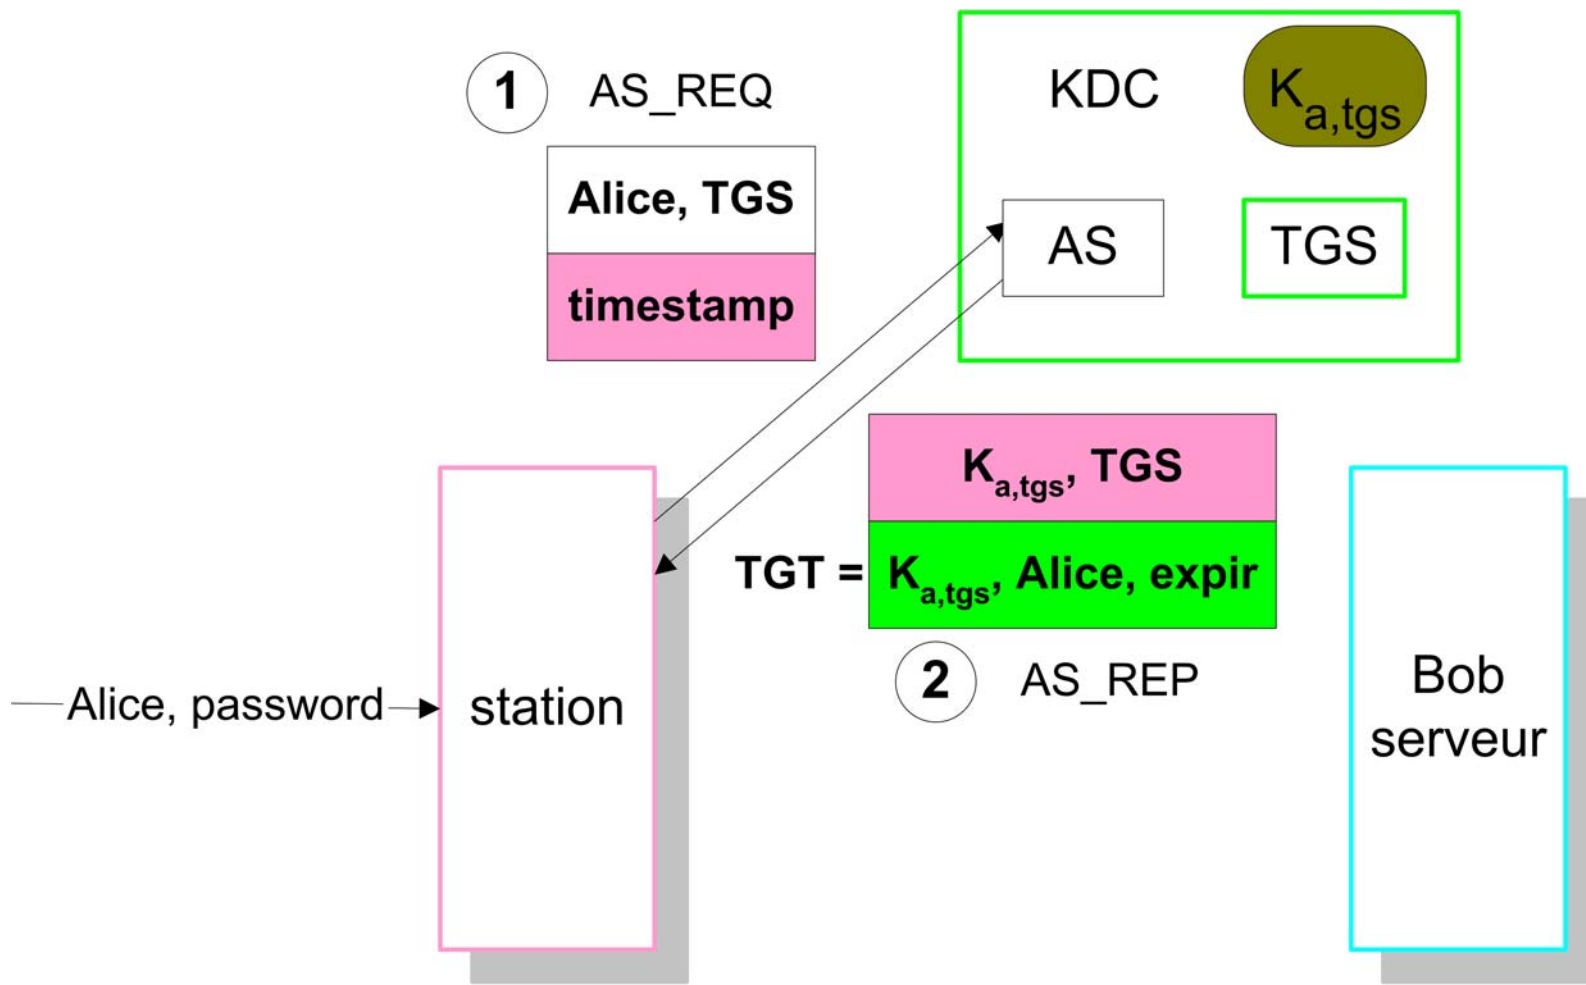 1 AS_REQ
Alice, TGS
timestamp
KDC
Ka,tgs
AS
TGS
Ka,tgs, TGS
TGT = Ka,tgs, Alice, expir
2 AS_REP
Alice, password
station
Bob
serveur